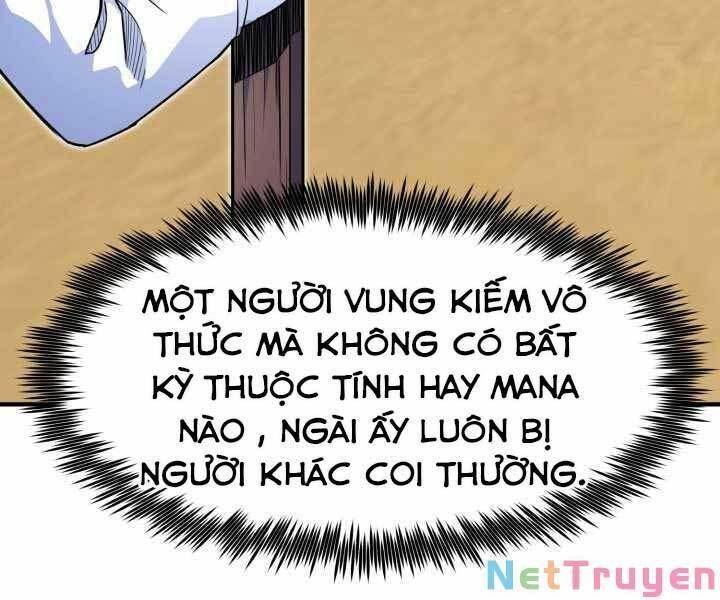 MỘT NGƯỜI VUNG KIẾM VÔ
THỨC MÀ KHÔNG CÓ BẤT
KỲ THUỘC TÍNH HAY MANA
NÀO , NGÀI ẤY LUÔN BỊ
NGƯỜI KHÁC COI THƯỜNG.
NetTruyen